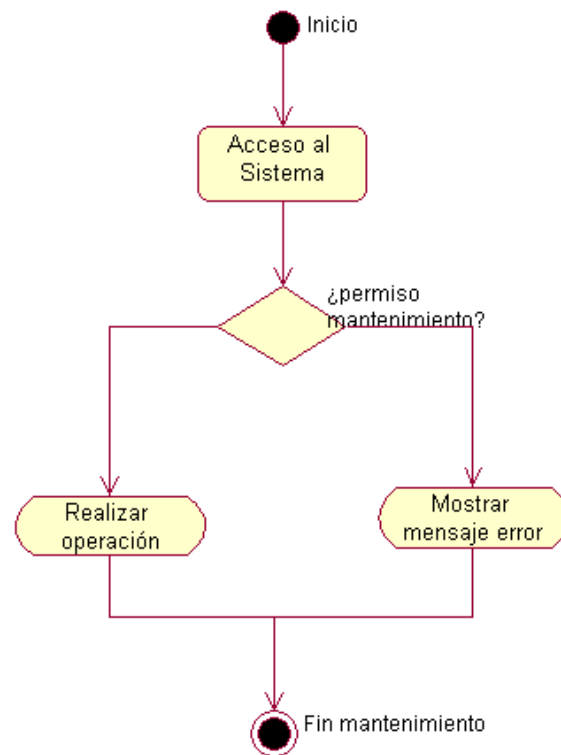 Inicio
Acceso al
Sistema
¿permiso
mantenimiento?
Realizar
operación
Mostrar
mensaje error
Fin mantenimiento